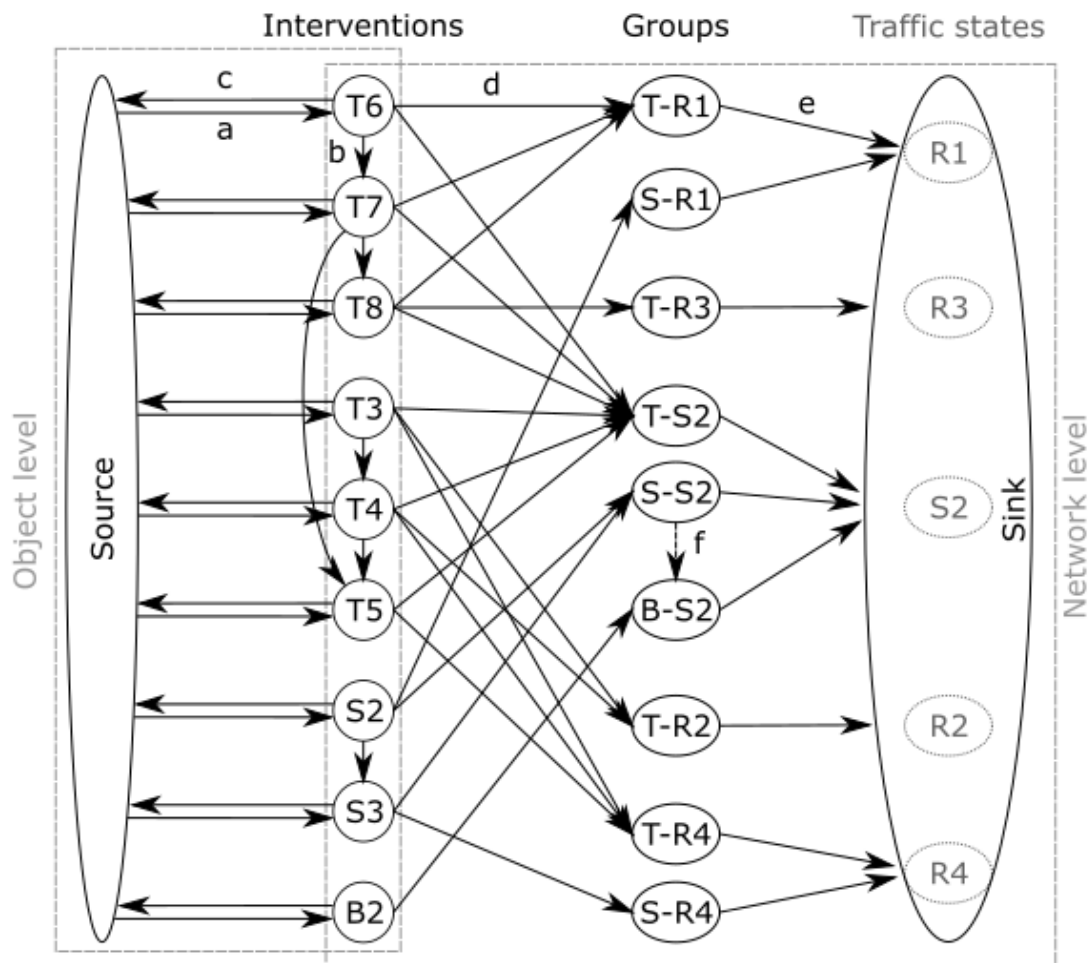 Interventions Groups Traffic states
c T6 d T-R1 e
a
b R1
T7 S-R1
T8 T-R3 R3
T3 T-S2
Object level Source T4 S-S2 S2 Sink Network level
f
T5 B-S2
S2 T-R2 R2
S3 T-R4
R4
B2 S-R4